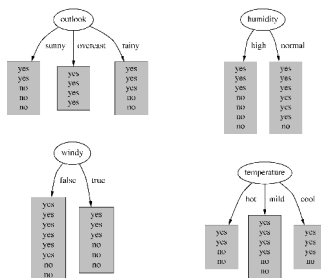 outlook
sunny
overcast
rainy
yes
yes
no
no
no
yes
yes
yes
yes
yes
yes
yes
no
no
humidity
high
normal
yes
yes
yes
no
no
no
no
yes
yes
yes
yes
yes
yes
no
windy
false
true
yes
yes
yes
yes
yes
yes
no
no
yes
yes
yes
no
no
no
temperature
hot
mild
cool
yes
yes
no
no
yes
yes
yes
yes
no
no
yes
yes
yes
no